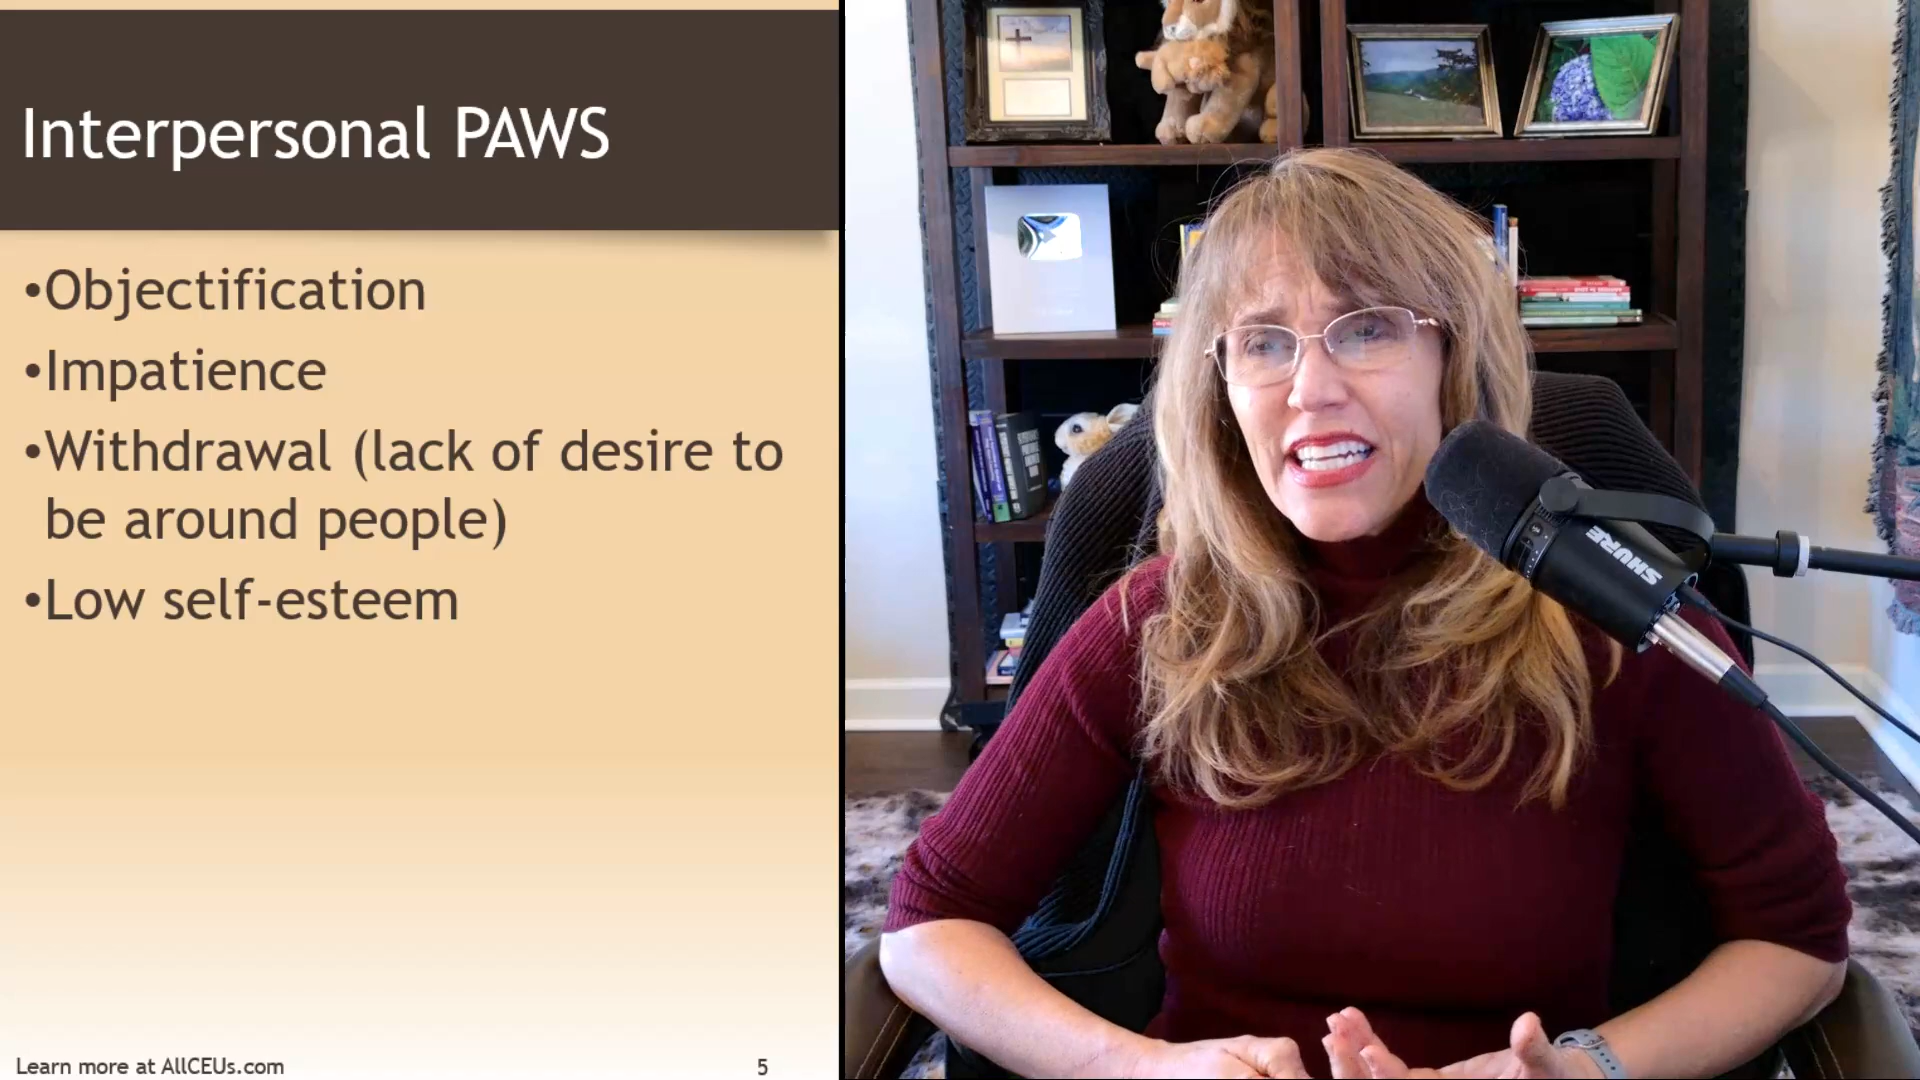 Interpersonal PAWS
•Objectification
•Impatience
•Withdrawal (lack of desire to
be around people)
•Low self-esteem
Learn more at AllCEUs.com
5
SHURE